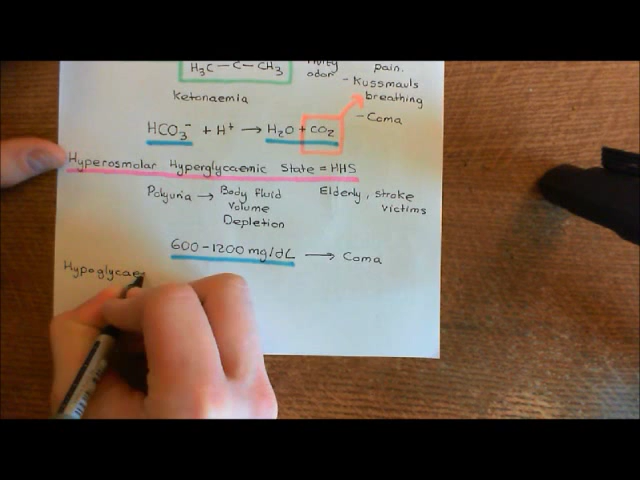 H₃C – C – CH₃
Fruity odor
pain.
- Kussmauls breathing
Ketonaemia
- Coma
HCO₃⁻ + H⁺ → H₂O + CO₂
Hyperosmolar Hyperglycaemic State = HHS
Polyuria → Body fluid Volume Depletion
Elderly, stroke victims
600 – 1200 mg/dL → Coma
Hypoglycae